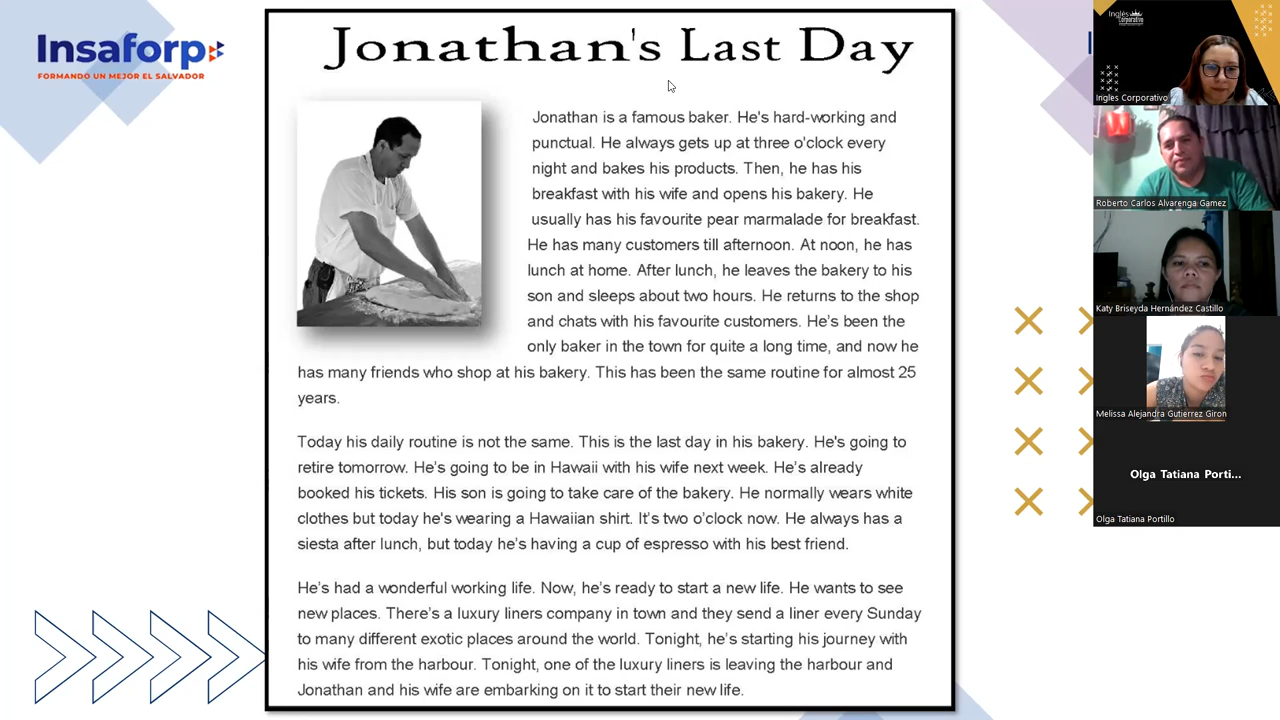 Insaforp
FORMANDO UN MEJOR EL SALVADOR
Jonathan's Last Day
Jonathan is a famous baker. He's hard-working and
punctual. He always gets up at three o'clock every
night and bakes his products. Then, he has his
breakfast with his wife and opens his bakery. He
usually has his favourite pear marmalade for breakfast.
He has many customers till afternoon. At noon, he has
lunch at home. After lunch, he leaves the bakery to his
son and sleeps about two hours. He returns to the shop
and chats with his favourite customers. He's been the
only baker in the town for quite a long time, and now he
has many friends who shop at his bakery. This has been the same routine for almost 25
years.
Today his daily routine is not the same. This is the last day in his bakery. He's going to
retire tomorrow. He's going to be in Hawaii with his wife next week. He's already
booked his tickets. His son is going to take care of the bakery. He normally wears white
clothes but today he's wearing a Hawaiian shirt. It's two o'clock now. He always has a
siesta after lunch, but today he's having a cup of espresso with his best friend.
He's had a wonderful working life. Now, he's ready to start a new life. He wants to see
new places. There's a luxury liners company in town and they send a liner every Sunday
to many different exotic places around the world. Tonight, he's starting his journey with
his wife from the harbour. Tonight, one of the luxury liners is leaving the harbour and
Jonathan and his wife are embarking on it to start their new life.
Inglés
Corporativo
Ingles Corporativo
Roberto Carlos Alvarenga Gamez
Katy Briseyda Hernández Castillo
Melissa Alejandra Gutierrez Giron
Olga Tatiana Porti...
Olga Tatiana Portillo